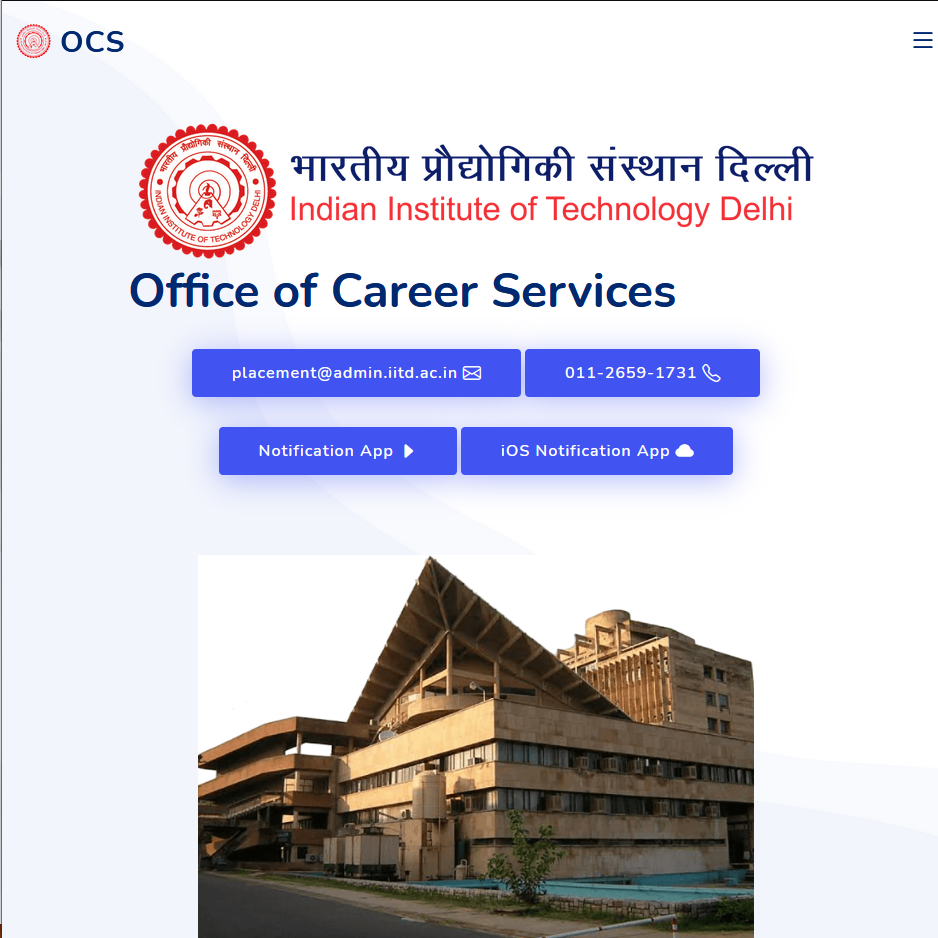 OCS
भारतीय प्रौद्योगिकी संस्थान दिल्ली
भारतीय प्रौद्योगिकी संस्थान दिल्ली
INDIAN INSTITUTE OF TECHNOLOGY DELHI
Indian Institute of Technology Delhi
Office of Career Services
placement@admin.iitd.ac.in
011-2659-1731
Notification App
iOS Notification App